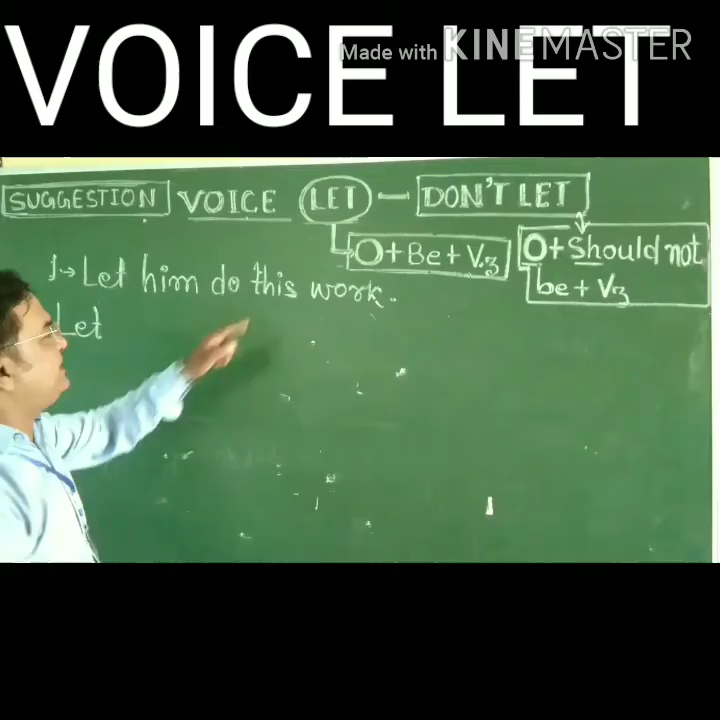 VOICE LET
Made with KINEMASTER
SUGGESTION VOICE LET — DON'T LET
O+Be+V.3 O+Should not
be+V3
1→ Let him do this work.
Let